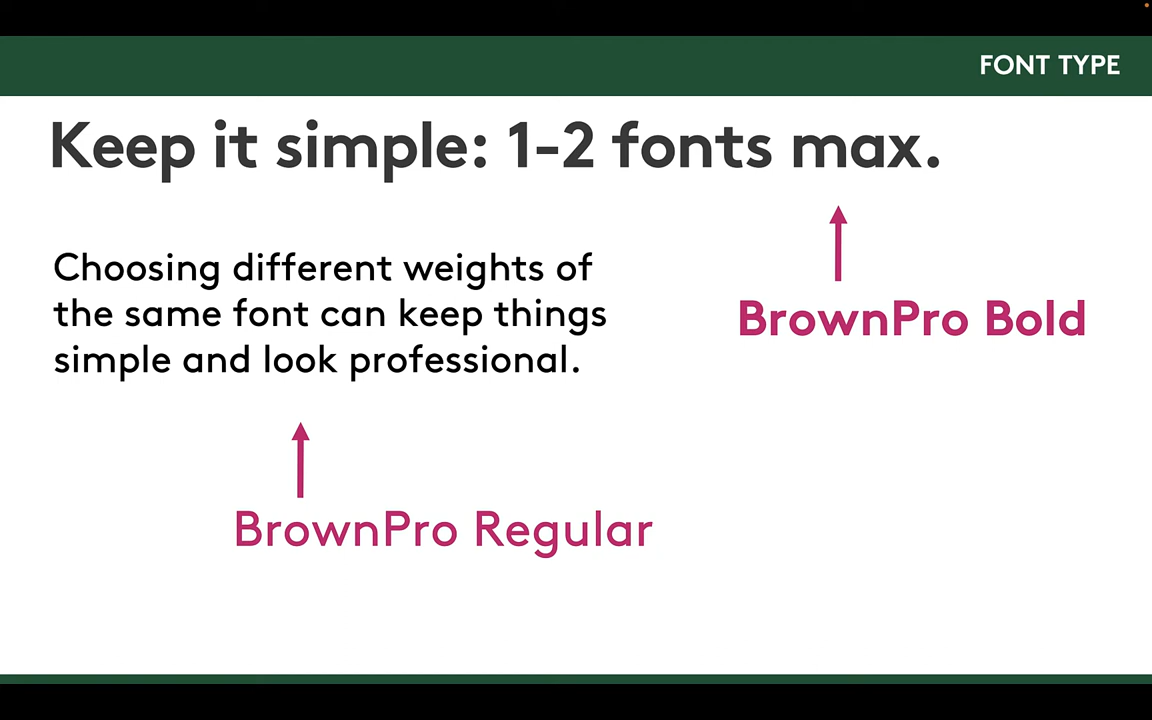 FONT TYPE
Keep it simple: 1-2 fonts max.
Choosing different weights of
the same font can keep things
simple and look professional.
BrownPro Bold
BrownPro Regular